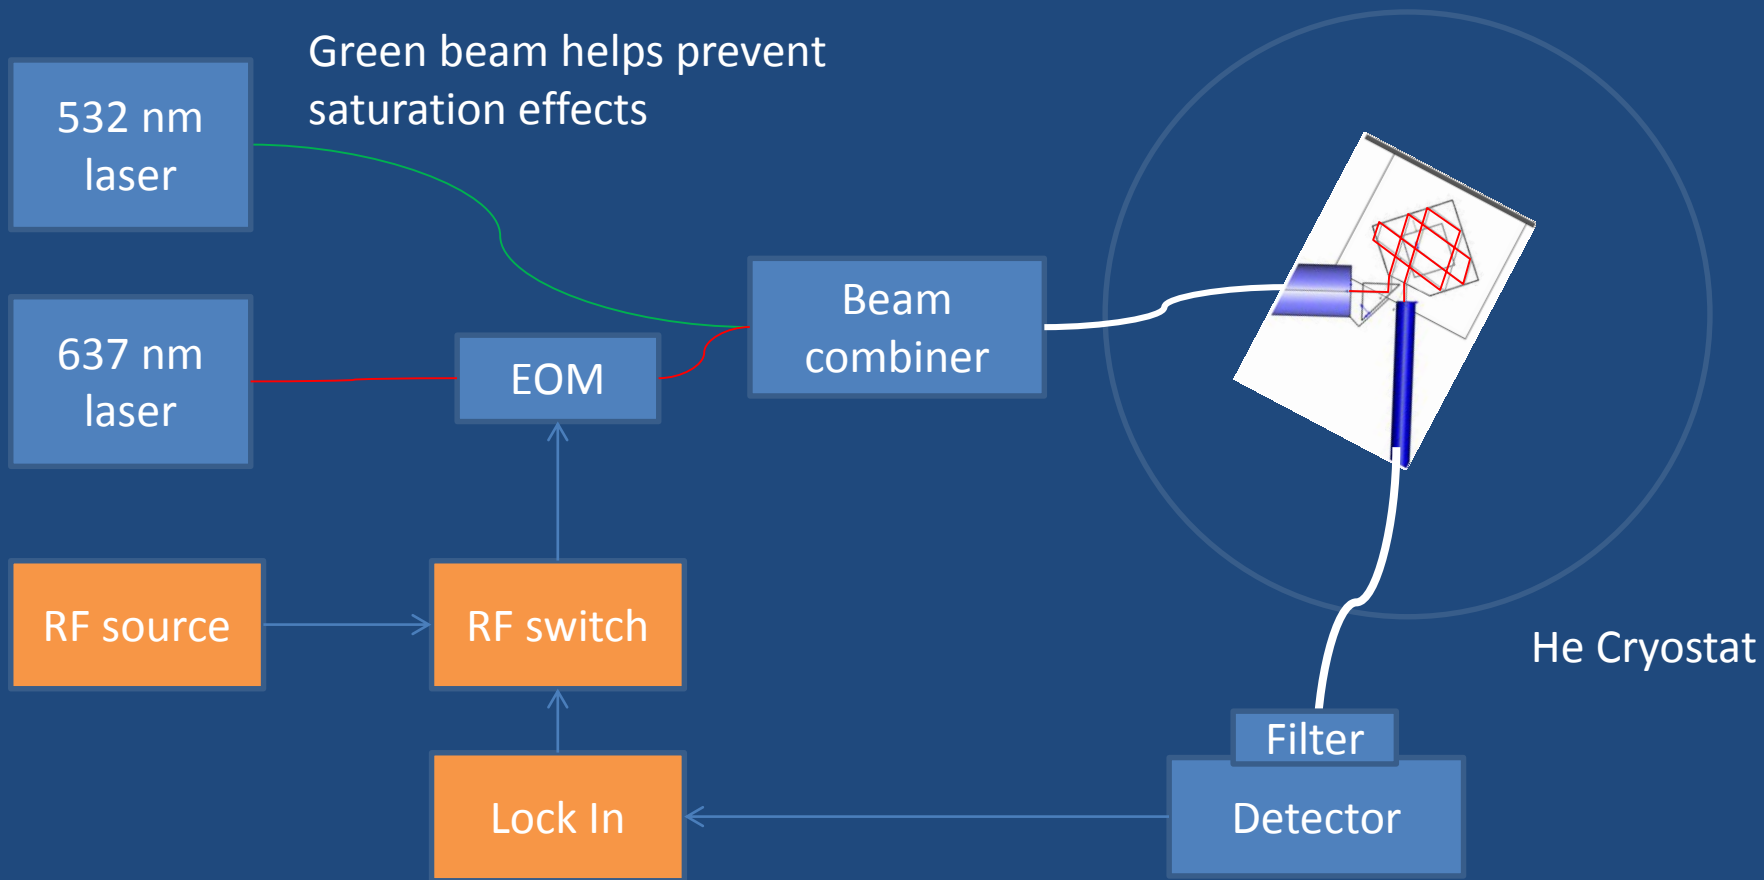 Green beam helps prevent
saturation effects
532 nm
laser
637 nm
laser
EOM
Beam
combiner
RF source
RF switch
He Cryostat
Filter
Lock In
Detector